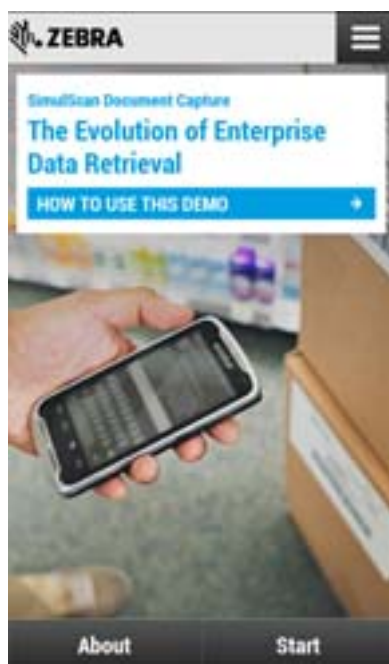 ZEBRA
SimulScan Document Capture
The Evolution of Enterprise
Data Retrieval
HOW TO USE THIS DEMO
About
Start